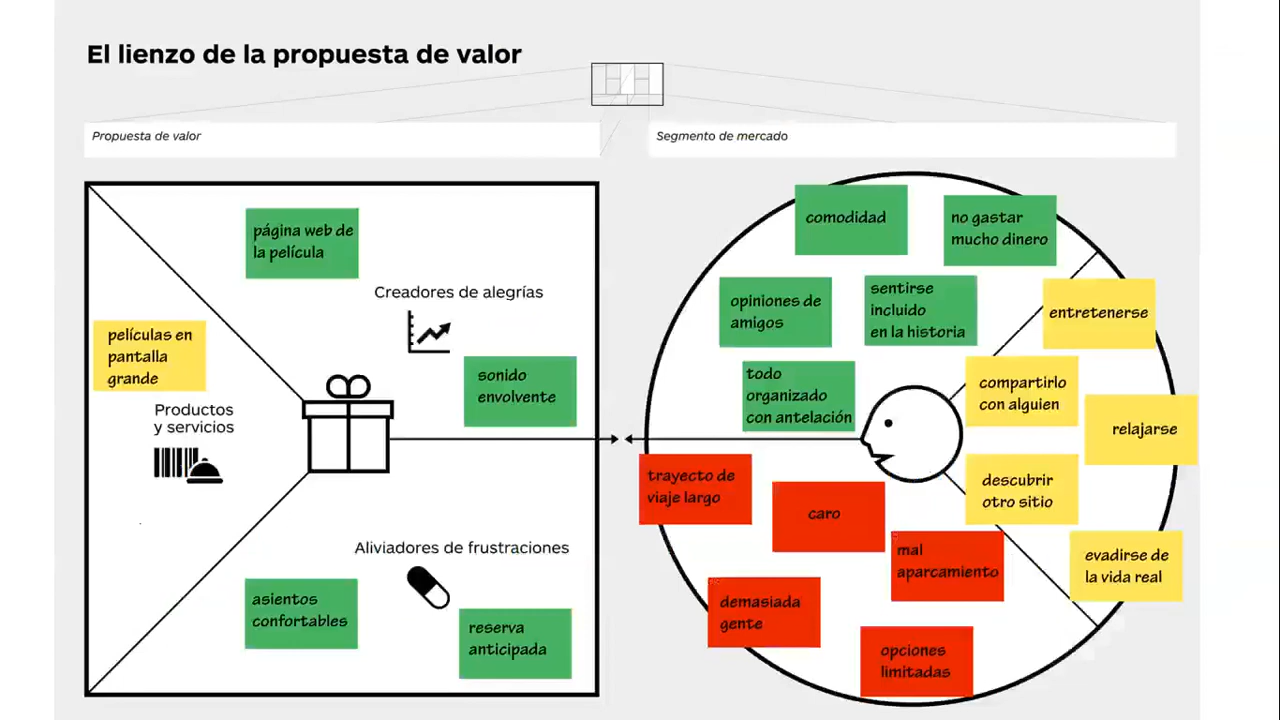 El lienzo de la propuesta de valor
Propuesta de valor
Segmento de mercado
página web de
la película
Creadores de alegrías
películas en
pantalla
grande
sonido
envolvente
Productos
y servicios
Aliviadores de frustraciones
asientos
confortables
reserva
anticipada
comodidad
no gastar
mucho dinero
opiniones de
amigos
sentirse
incluido
en la historia
todo
organizado
con antelación
entretenerse
compartirlo
con alguien
relajarse
descubrir
otro sitio
evadirse de
la vida real
trayecto de
viaje largo
caro
mal
aparcamiento
demasiada
gente
opciones
limitadas